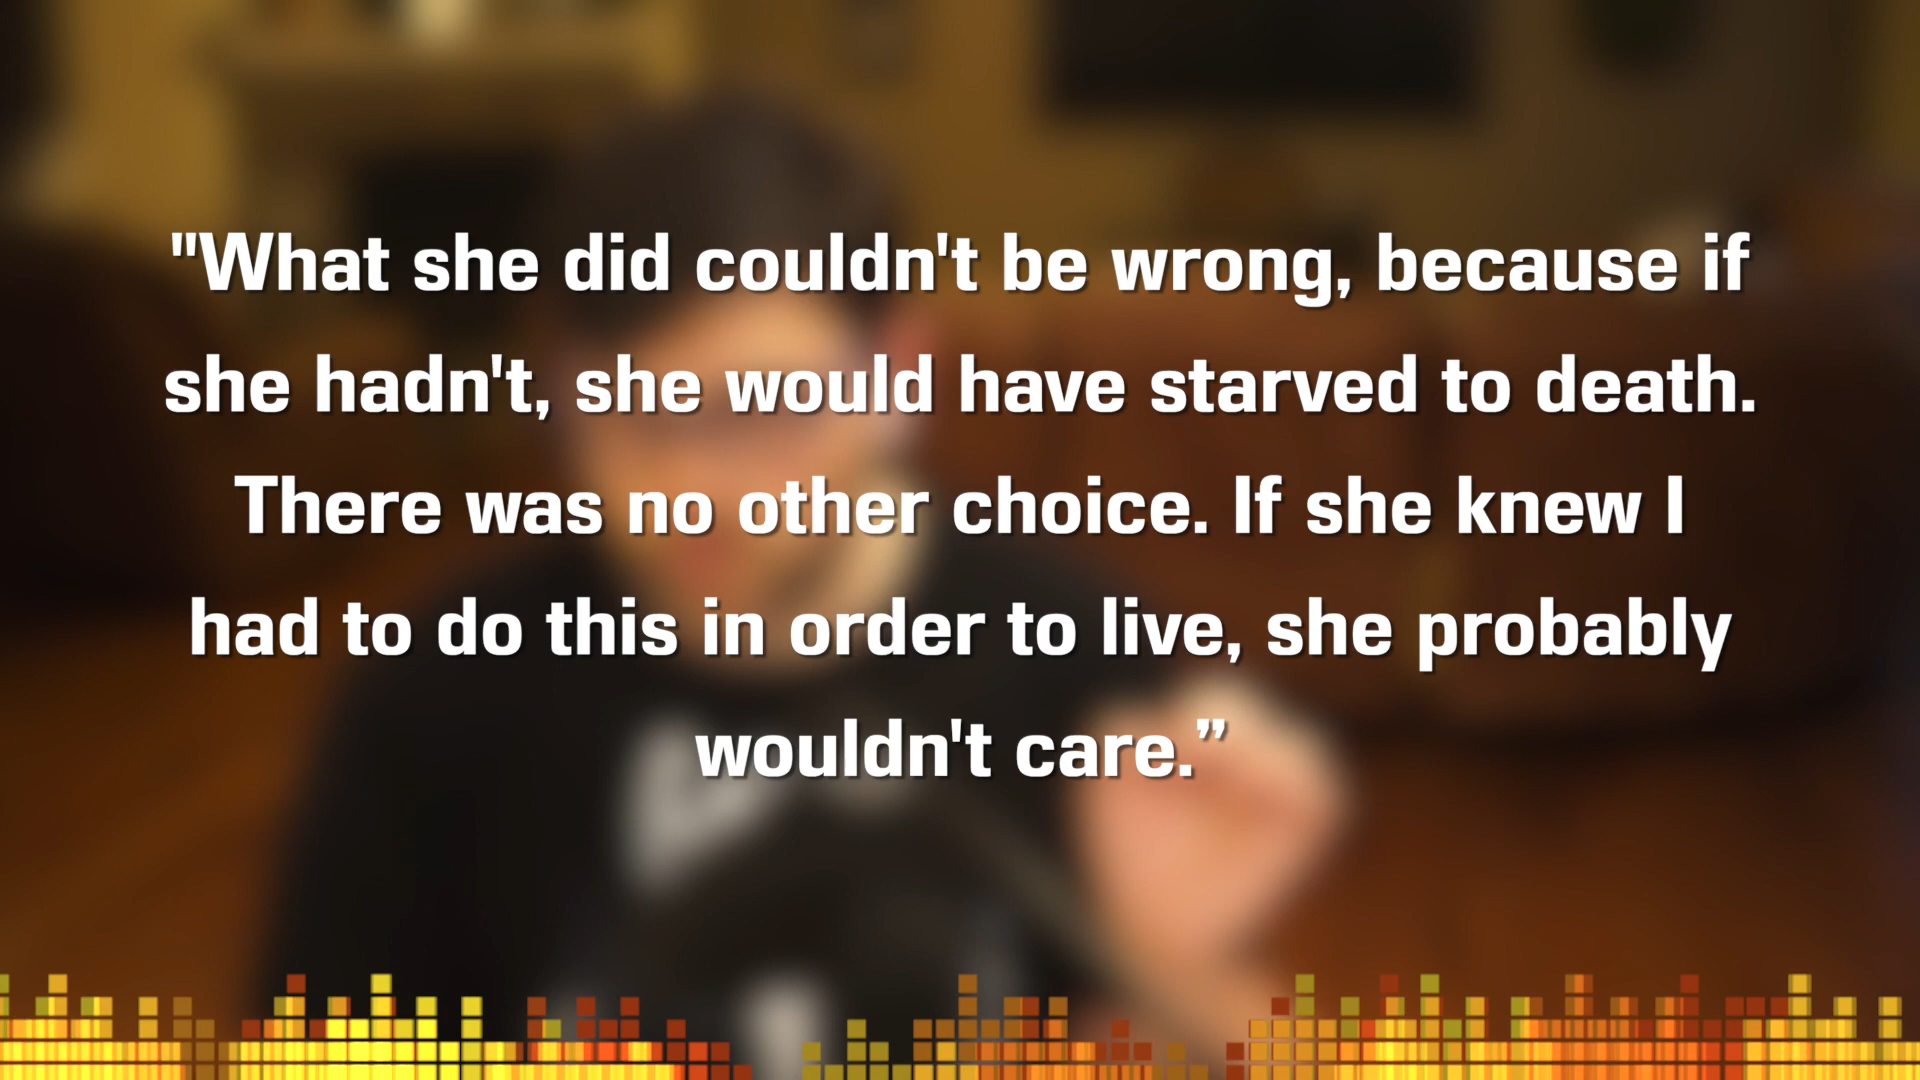 "What she did couldn't be wrong, because if
she hadn't, she would have starved to death.
There was no other choice. If she knew I
had to do this in order to live, she probably
wouldn't care.”